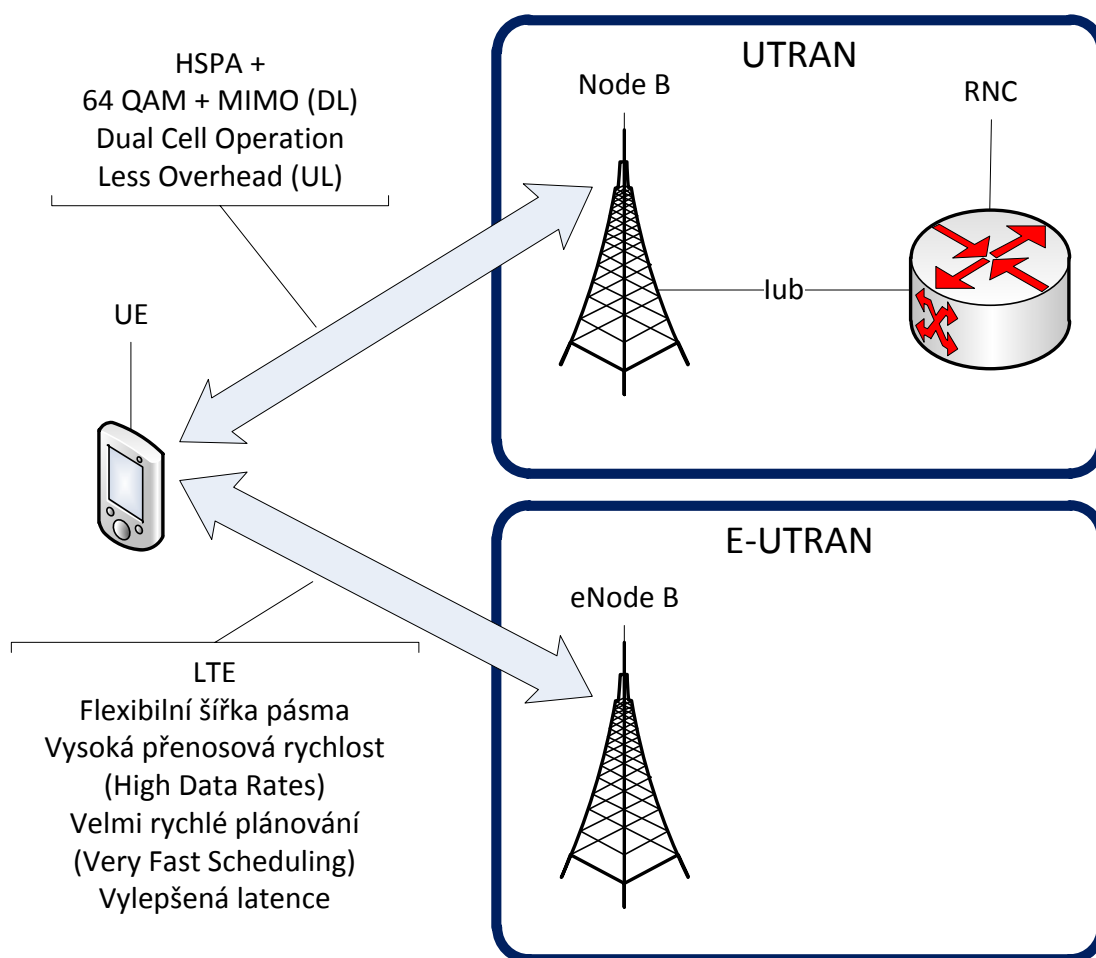 HSPA +
64 QAM + MIMO (DL)
Dual Cell Operation
Less Overhead (UL)
UE
UTRAN
Node B
RNC
Iub
E-UTRAN
eNode B
LTE
Flexibilní šířka pásma
Vysoká přenosová rychlost
(High Data Rates)
Velmi rychlé plánování
(Very Fast Scheduling)
Vylepšená latence